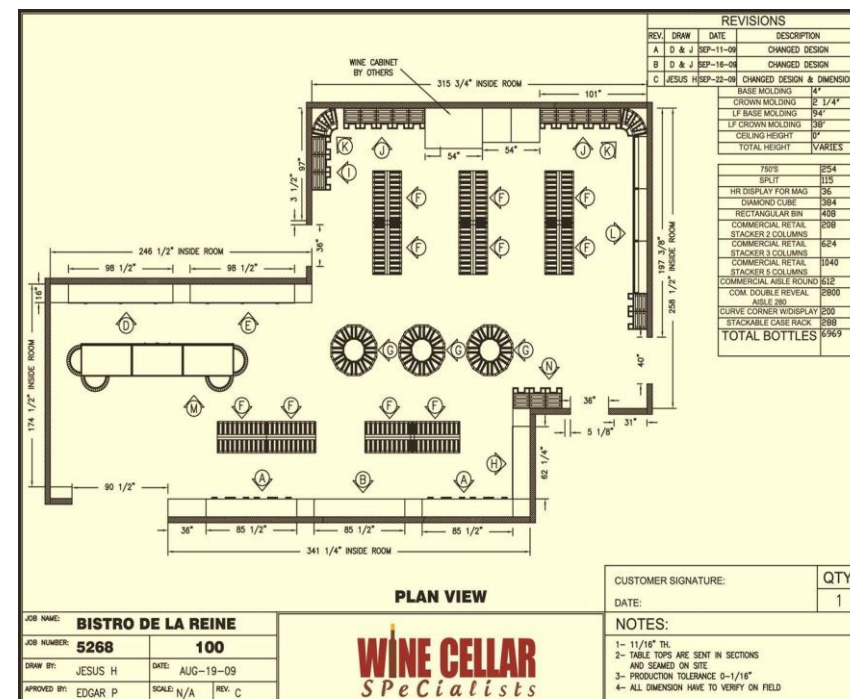 REVISIONS
REV. DRAW DATE DESCRIPTION
A D & J SEP-11-09 CHANGED DESIGN
B D & J SEP-16-09 CHANGED DESIGN
C JESUS H SEP-22-09 CHANGED DESIGN & DIMENSION
BASE MOLDING 4"
CROWN MOLDING 2 1/4"
LF BASE MOLDING 94'
LF CROWN MOLDING 38'
CEILING HEIGHT 0"
TOTAL HEIGHT VARIES
750'S 254
SPLIT 115
HR DISPLAY FOR MAG 36
DIAMOND CUBE 384
RECTANGULAR BIN 408
COMMERCIAL RETAIL STACKER 2 COLUMNS 208
COMMERCIAL RETAIL STACKER 3 COLUMNS 624
COMMERCIAL RETAIL STACKER 5 COLUMNS 1040
COMMERCIAL AISLE ROUND 612
COM. DOUBLE REVEAL AISLE 280 2800
CURVE CORNER W/DISPLAY 200
STACKABLE CASE RACK 288
TOTAL BOTTLES 6969
WINE CABINET
BY OTHERS
315 3/4" INSIDE ROOM
101"
54" 54"
K J J K
I
97"
3 1/2"
36"
F F F
F F F
L
197 3/8"
258 1/2" INSIDE ROOM
246 1/2" INSIDE ROOM
98 1/2" 98 1/2"
16"
D E
174 1/2" INSIDE ROOM
G G G
N
40"
M
F F F F
36"
5 1/8"
31"
H
62 1/4"
90 1/2"
A B A
36" 85 1/2" 85 1/2" 85 1/2"
341 1/4" INSIDE ROOM
PLAN VIEW
CUSTOMER SIGNATURE:
DATE:
QTY
1
JOB NAME: BISTRO DE LA REINE
JOB NUMBER: 5268 100
DRAW BY: JESUS H DATE: AUG-19-09
APROVED BY: EDGAR P SCALE: N/A REV. C
WINE CELLAR
SPeCialists
NOTES:
1- 11/16" TH.
2- TABLE TOPS ARE SENT IN SECTIONS
AND SEAMED ON SITE
3- PRODUCTION TOLERANCE 0-1/16"
4- ALL DIMENSION HAVE TO VERIFY ON FIELD